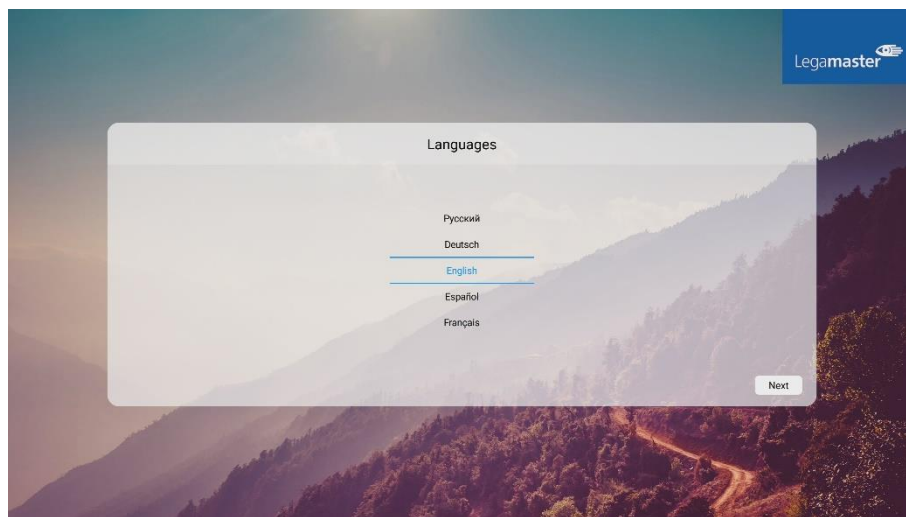 Legamaster
Languages
Русский
Deutsch
English
Español
Français
Next